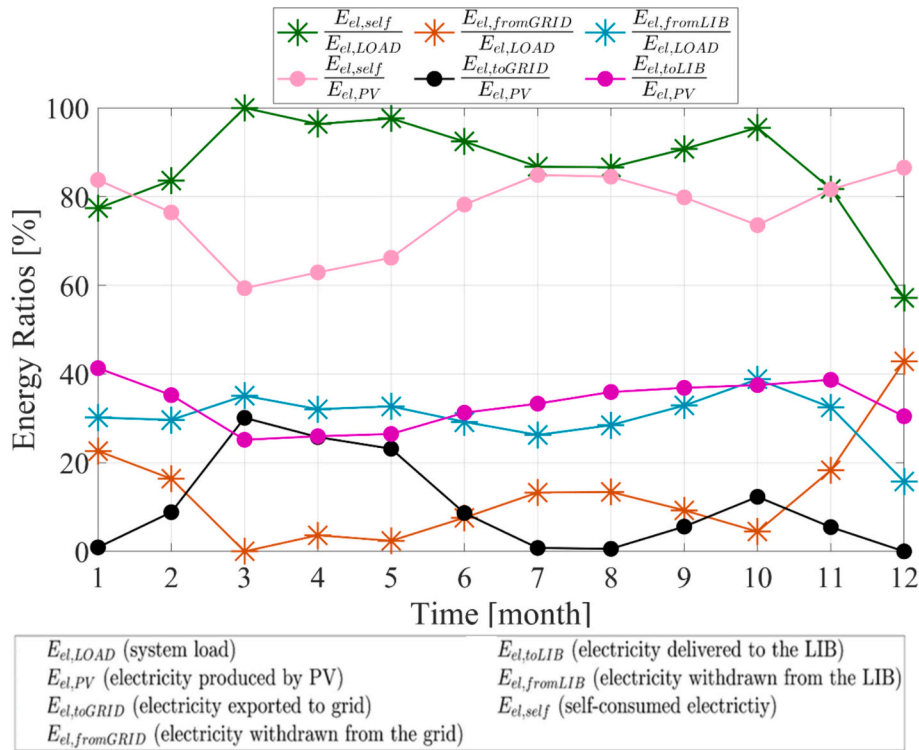 E_el,self / E_el,LOAD E_el,fromGRID / E_el,LOAD E_el,fromLIB / E_el,LOAD
E_el,self / E_el,PV E_el,toGRID / E_el,PV E_el,toLIB / E_el,PV
100
80
60
40
20
0
Energy Ratios [%]
1 2 3 4 5 6 7 8 9 10 11 12
Time [month]
E_el,LOAD (system load)
E_el,PV (electricity produced by PV)
E_el,toGRID (electricity exported to grid)
E_el,fromGRID (electricity withdrawn from the grid)
E_el,toLIB (electricity delivered to the LIB)
E_el,fromLIB (electricity withdrawn from the LIB)
E_el,self (self-consumed electrictiy)